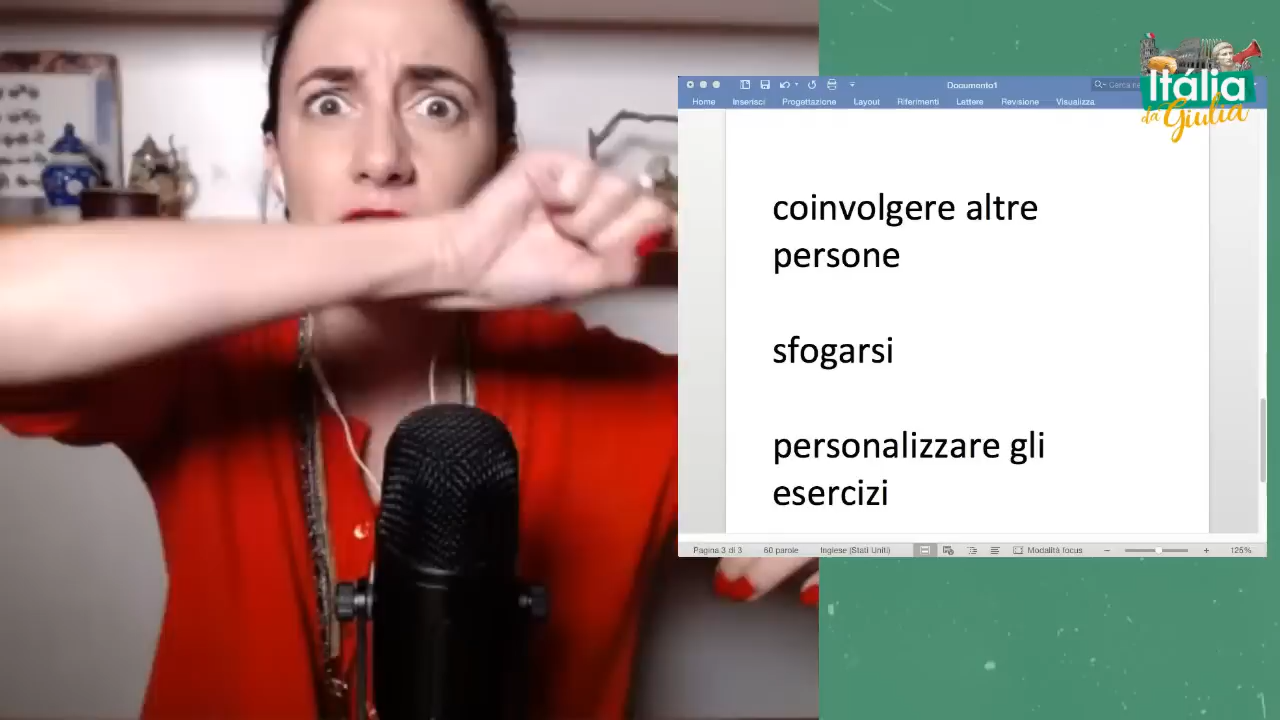 Itália
da Giulia
Documento1
Home Inserisci Progettazione Layout Riferimenti Lettere Revisione Visualizza
coinvolgere altre
persone
sfogarsi
personalizzare gli
esercizi
Pagina 3 di 3 60 parole Inglese (Stati Uniti) Modalità focus 125%